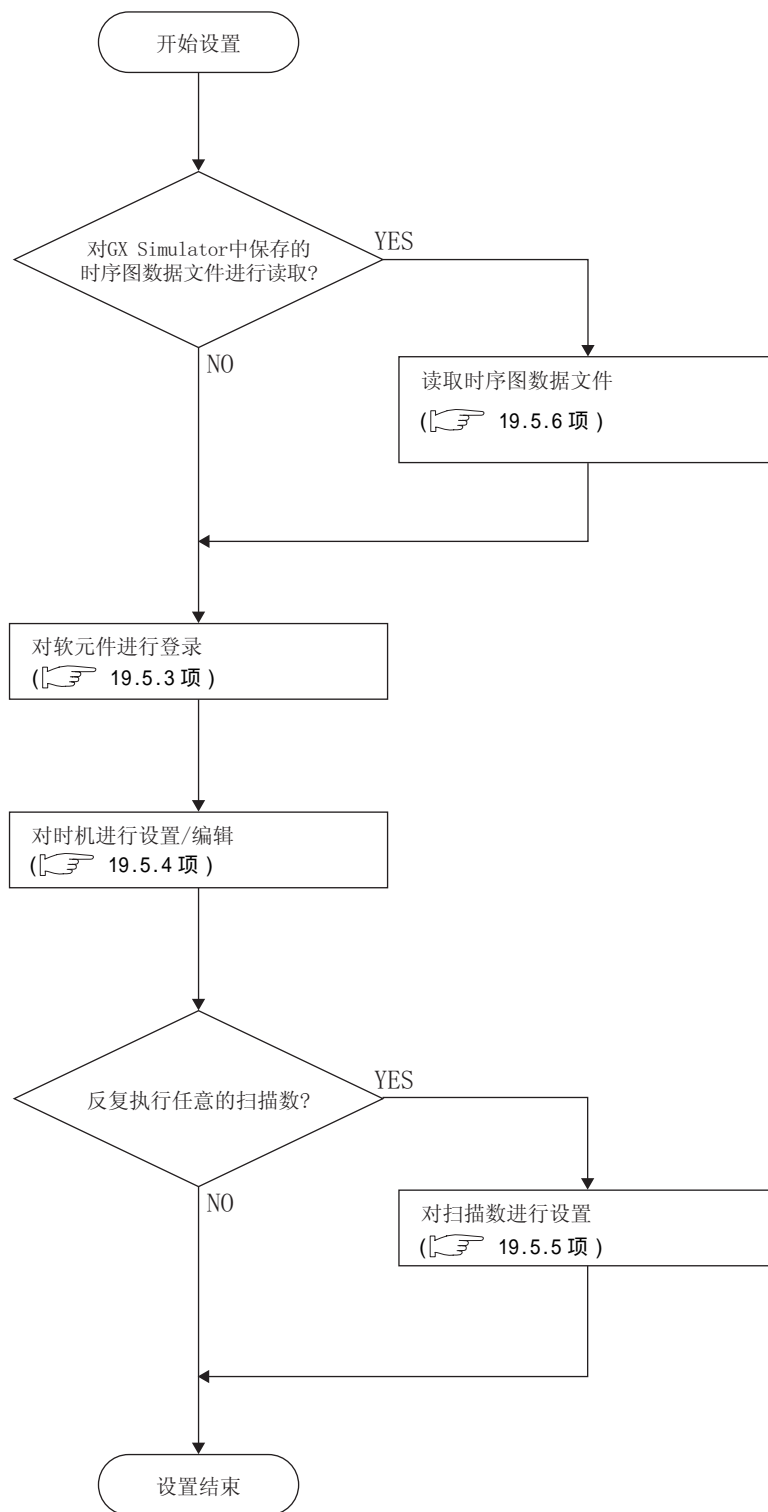 开始设置
对GX Simulator中保存的
时序图数据文件进行读取?
YES
NO
读取时序图数据文件
( 19.5.6 项 )
对软元件进行登录
( 19.5.3 项 )
对时机进行设置/编辑
( 19.5.4 项 )
反复执行任意的扫描数?
YES
NO
对扫描数进行设置
( 19.5.5 项 )
设置结束